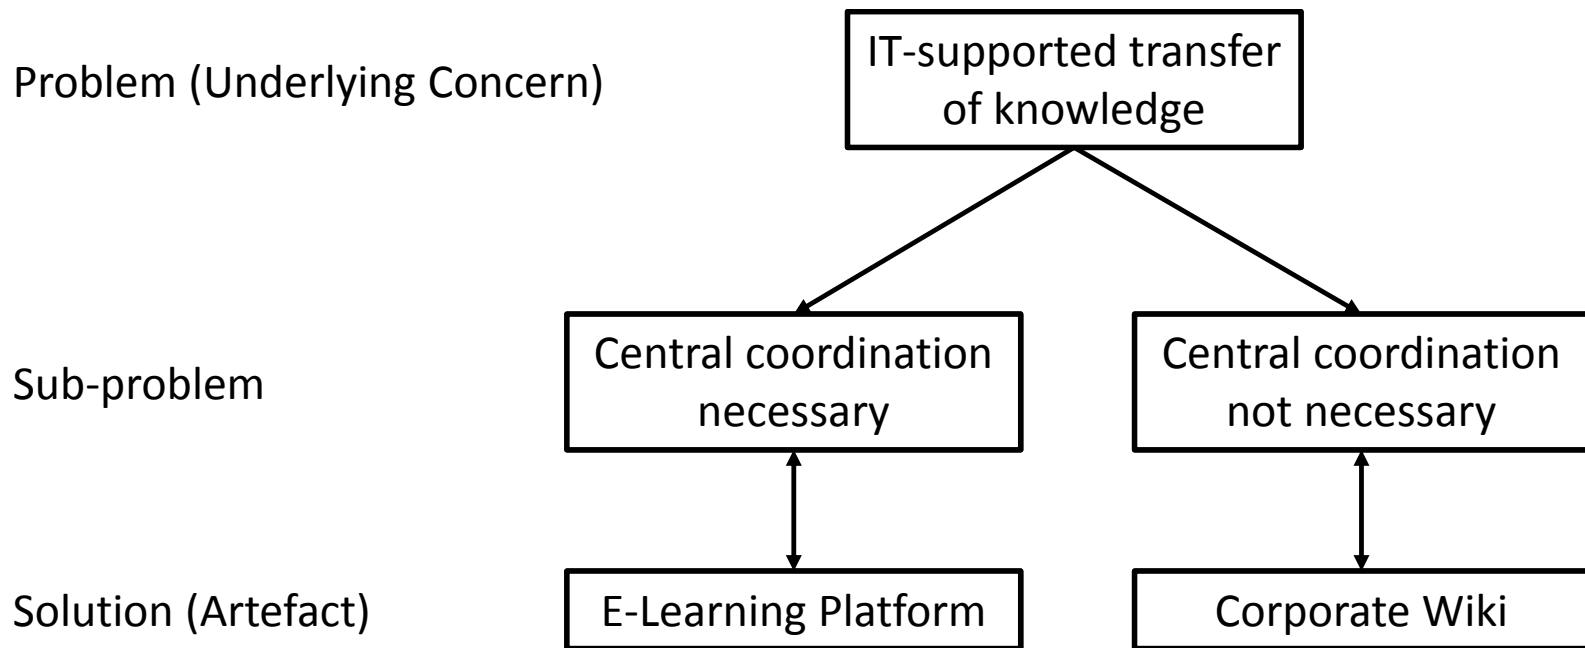 Problem (Underlying Concern)
IT-supported transfer
of knowledge
Sub-problem
Central coordination
necessary
Central coordination
not necessary
Solution (Artefact)
E-Learning Platform
Corporate Wiki